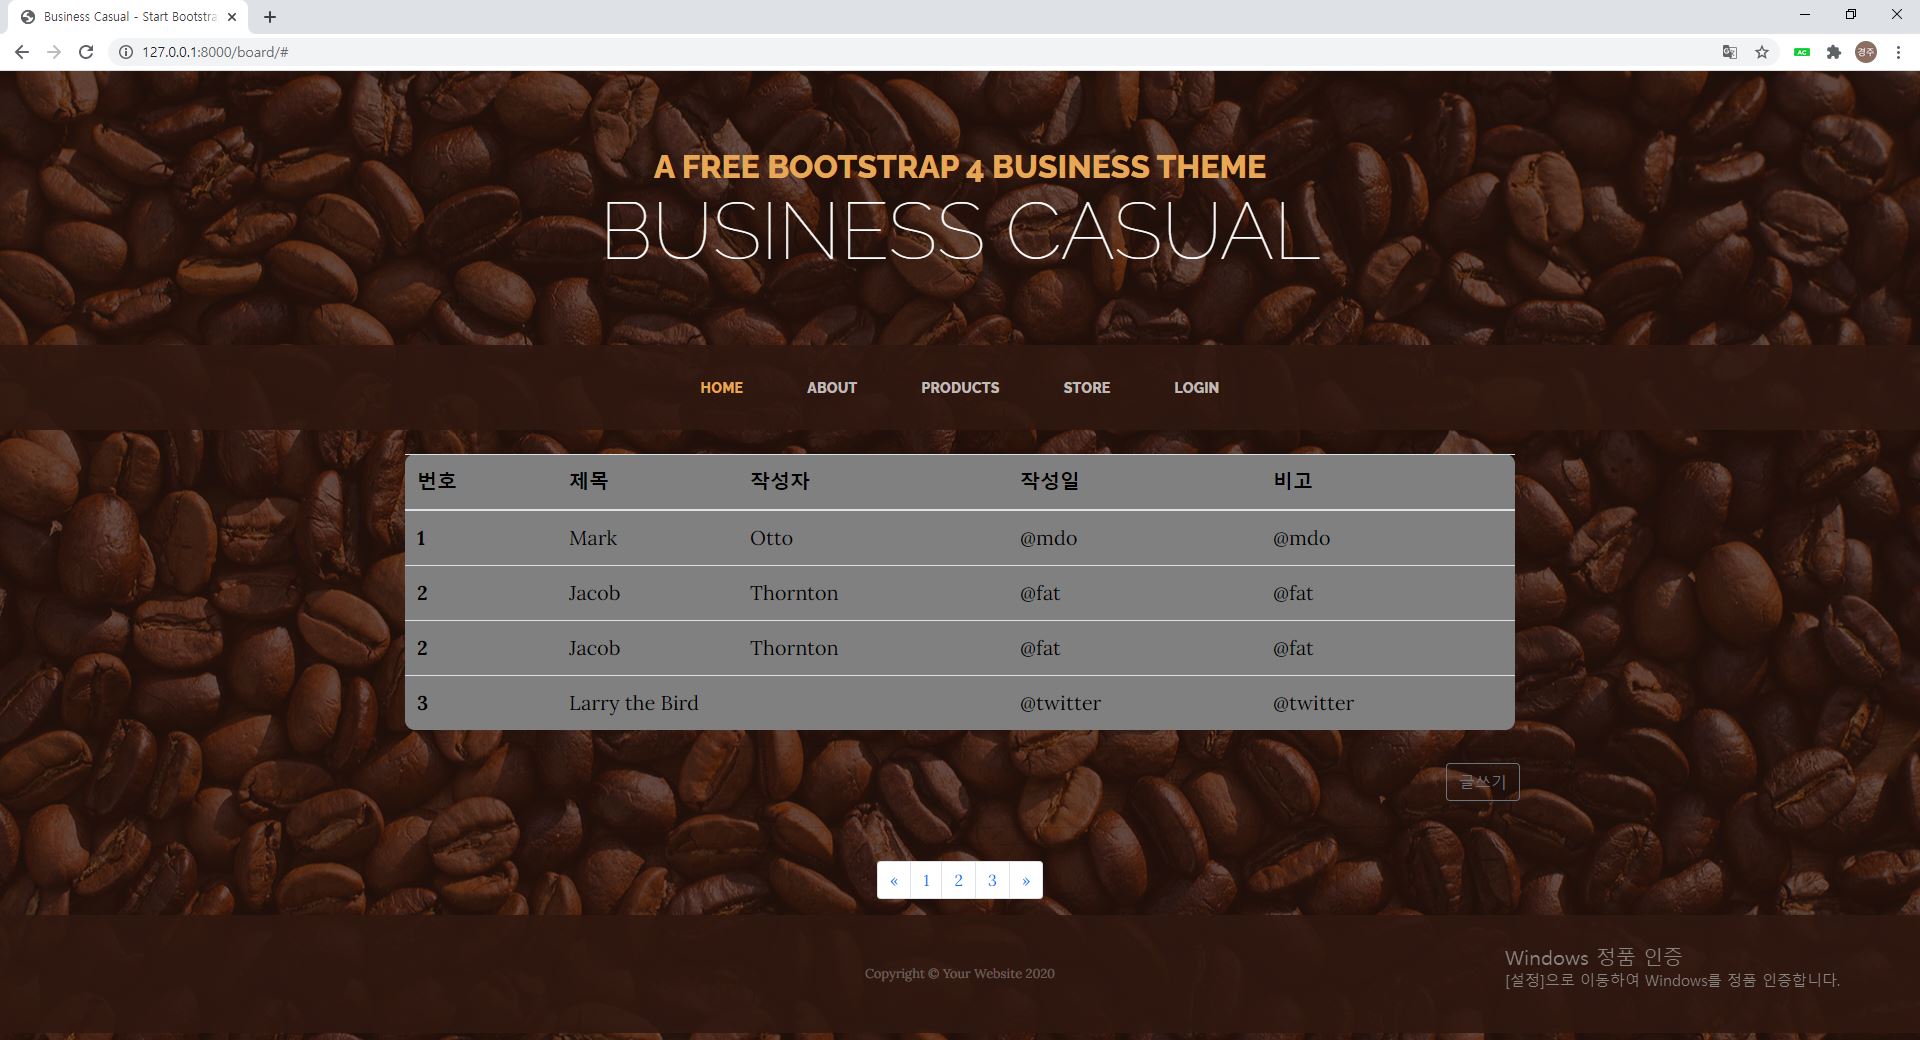 Business Casual - Start Bootstra
127.0.0.1:8000/board/#
AC
경주
A FREE BOOTSTRAP 4 BUSINESS THEME
BUSINESS CASUAL
HOME ABOUT PRODUCTS STORE LOGIN
번호 제목 작성자 작성일 비고
1 Mark Otto @mdo @mdo
2 Jacob Thornton @fat @fat
2 Jacob Thornton @fat @fat
3 Larry the Bird @twitter @twitter
글쓰기
« 1 2 3 »
Copyright © Your Website 2020
Windows 정품 인증
[설정]으로 이동하여 Windows를 정품 인증합니다.